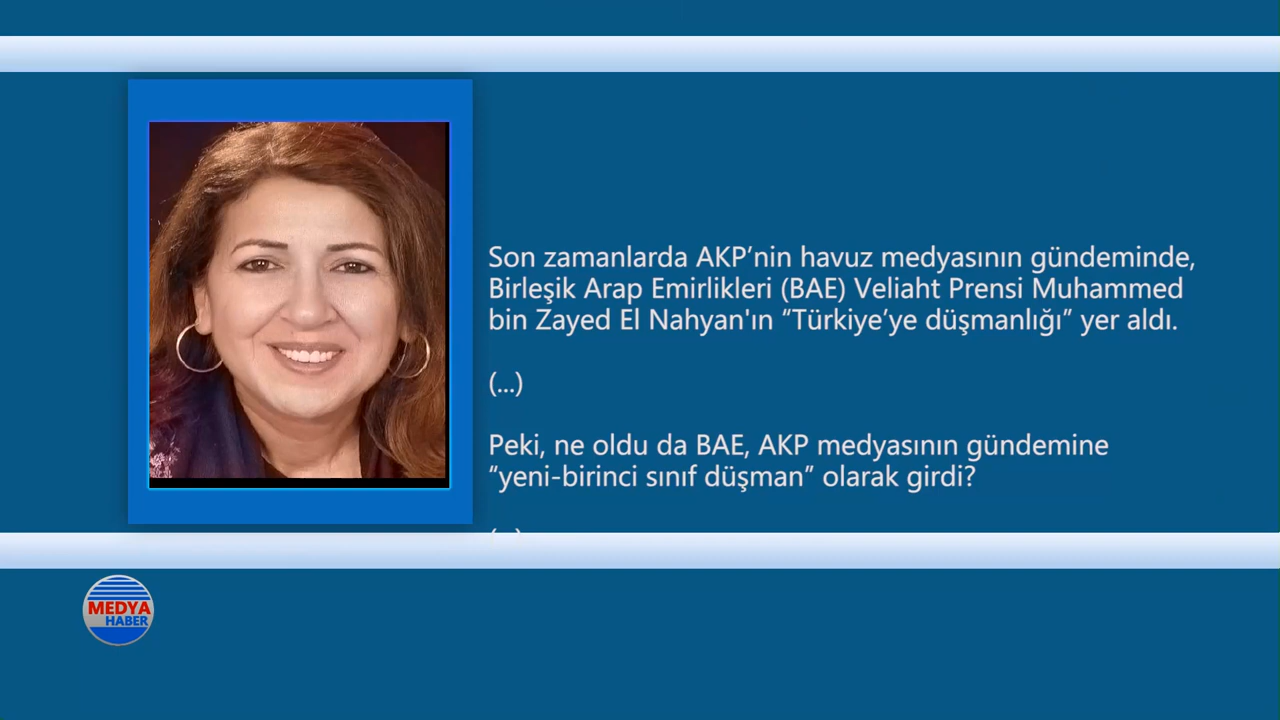 Son zamanlarda AKP’nin havuz medyasının gündeminde,
Birleşik Arap Emirlikleri (BAE) Veliaht Prensi Muhammed
bin Zayed El Nahyan'ın “Türkiye’ye düşmanlığı” yer aldı.
(...)
Peki, ne oldu da BAE, AKP medyasının gündemine
“yeni-birinci sınıf düşman” olarak girdi?
MEDYA
HABER